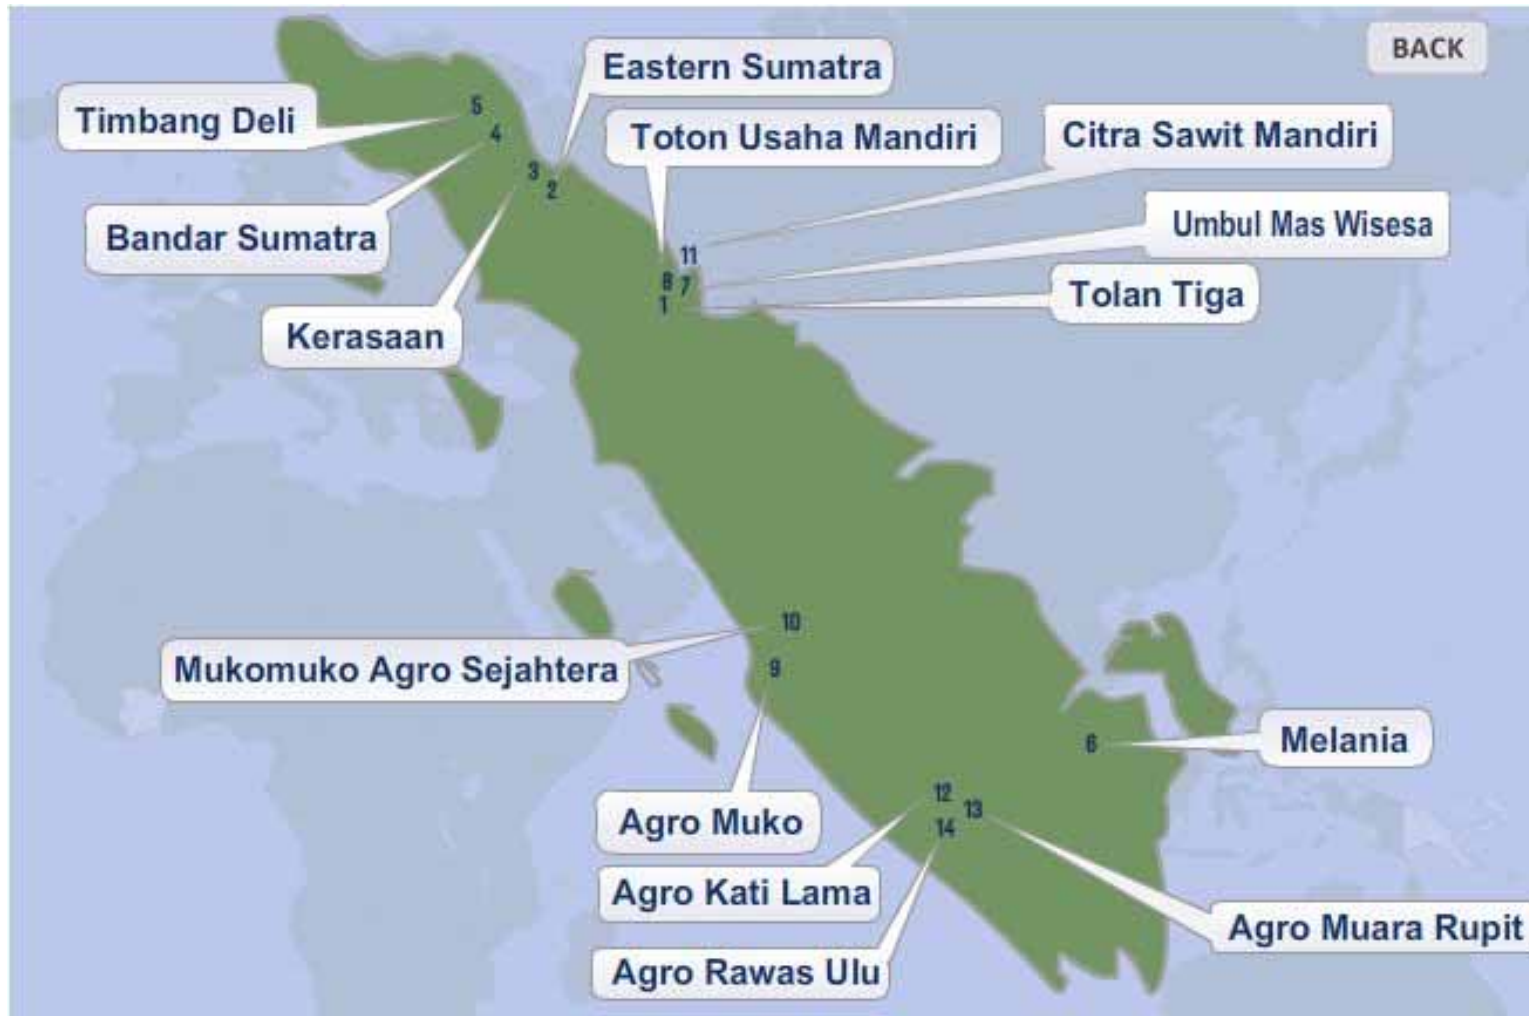 BACK
Eastern Sumatra
Timbang Deli
Toton Usaha Mandiri
Citra Sawit Mandiri
Bandar Sumatra
Umbul Mas Wisesa
Tolan Tiga
Kerasaan
5
4
3
2
11
8
7
1
10
Mukomuko Agro Sejahtera
9
6
Melania
12
13
14
Agro Muko
Agro Kati Lama
Agro Muara Rupit
Agro Rawas Ulu